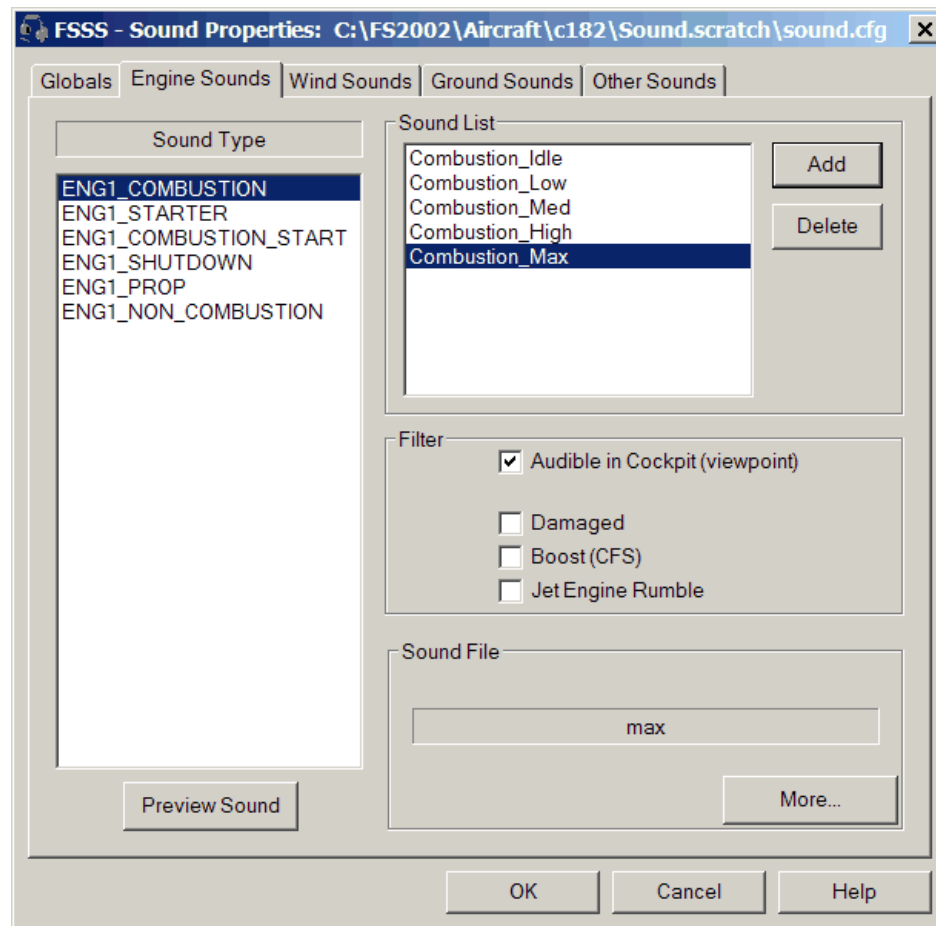 FSSS - Sound Properties: C:\FS2002\Aircraft\c182\Sound.scratch\sound.cfg
Globals
Engine Sounds
Wind Sounds
Ground Sounds
Other Sounds
Sound Type
ENG1_COMBUSTION
ENG1_STARTER
ENG1_COMBUSTION_START
ENG1_SHUTDOWN
ENG1_PROP
ENG1_NON_COMBUSTION
Preview Sound
Sound List
Combustion_Idle
Combustion_Low
Combustion_Med
Combustion_High
Combustion_Max
Add
Delete
Filter
Audible in Cockpit (viewpoint)
Damaged
Boost (CFS)
Jet Engine Rumble
Sound File
max
More...
OK
Cancel
Help